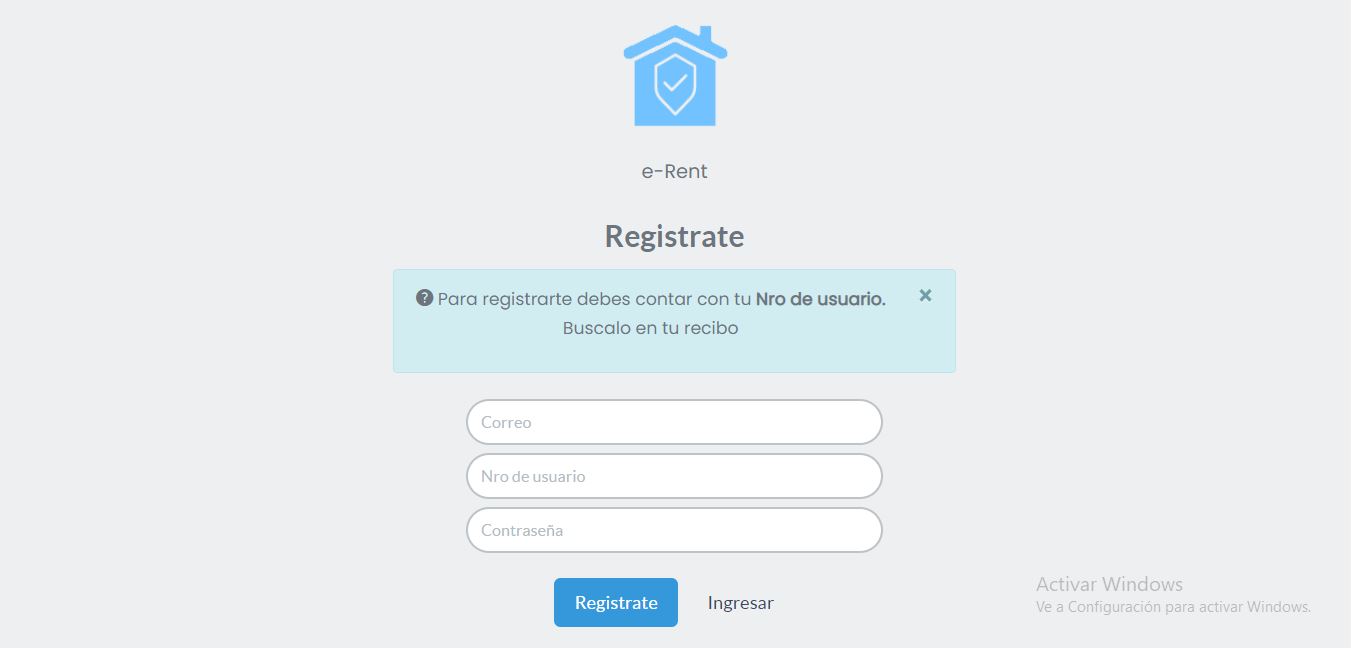 e-Rent
Registrate
? Para registrarte debes contar con tu Nro de usuario. ×
Buscalo en tu recibo
Correo
Nro de usuario
Contraseña
Registrate Ingresar
Activar Windows
Ve a Configuración para activar Windows.